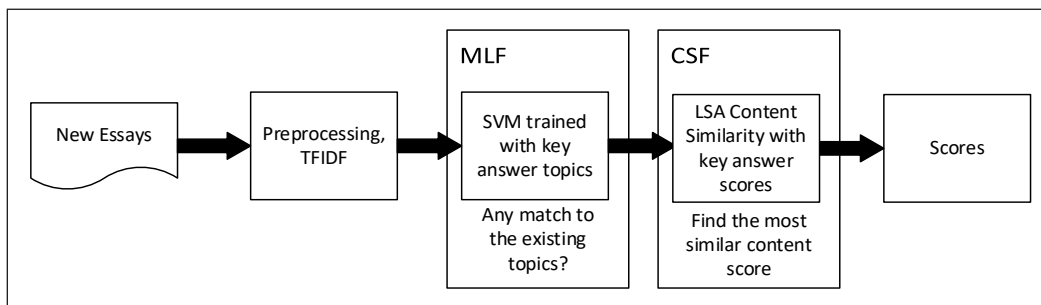 New Essays
Preprocessing,
TFIDF
MLF
SVM trained
with key
answer topics
Any match to
the existing
topics?
CSF
LSA Content
Similarity with
key answer
scores
Find the most
similar content
score
Scores